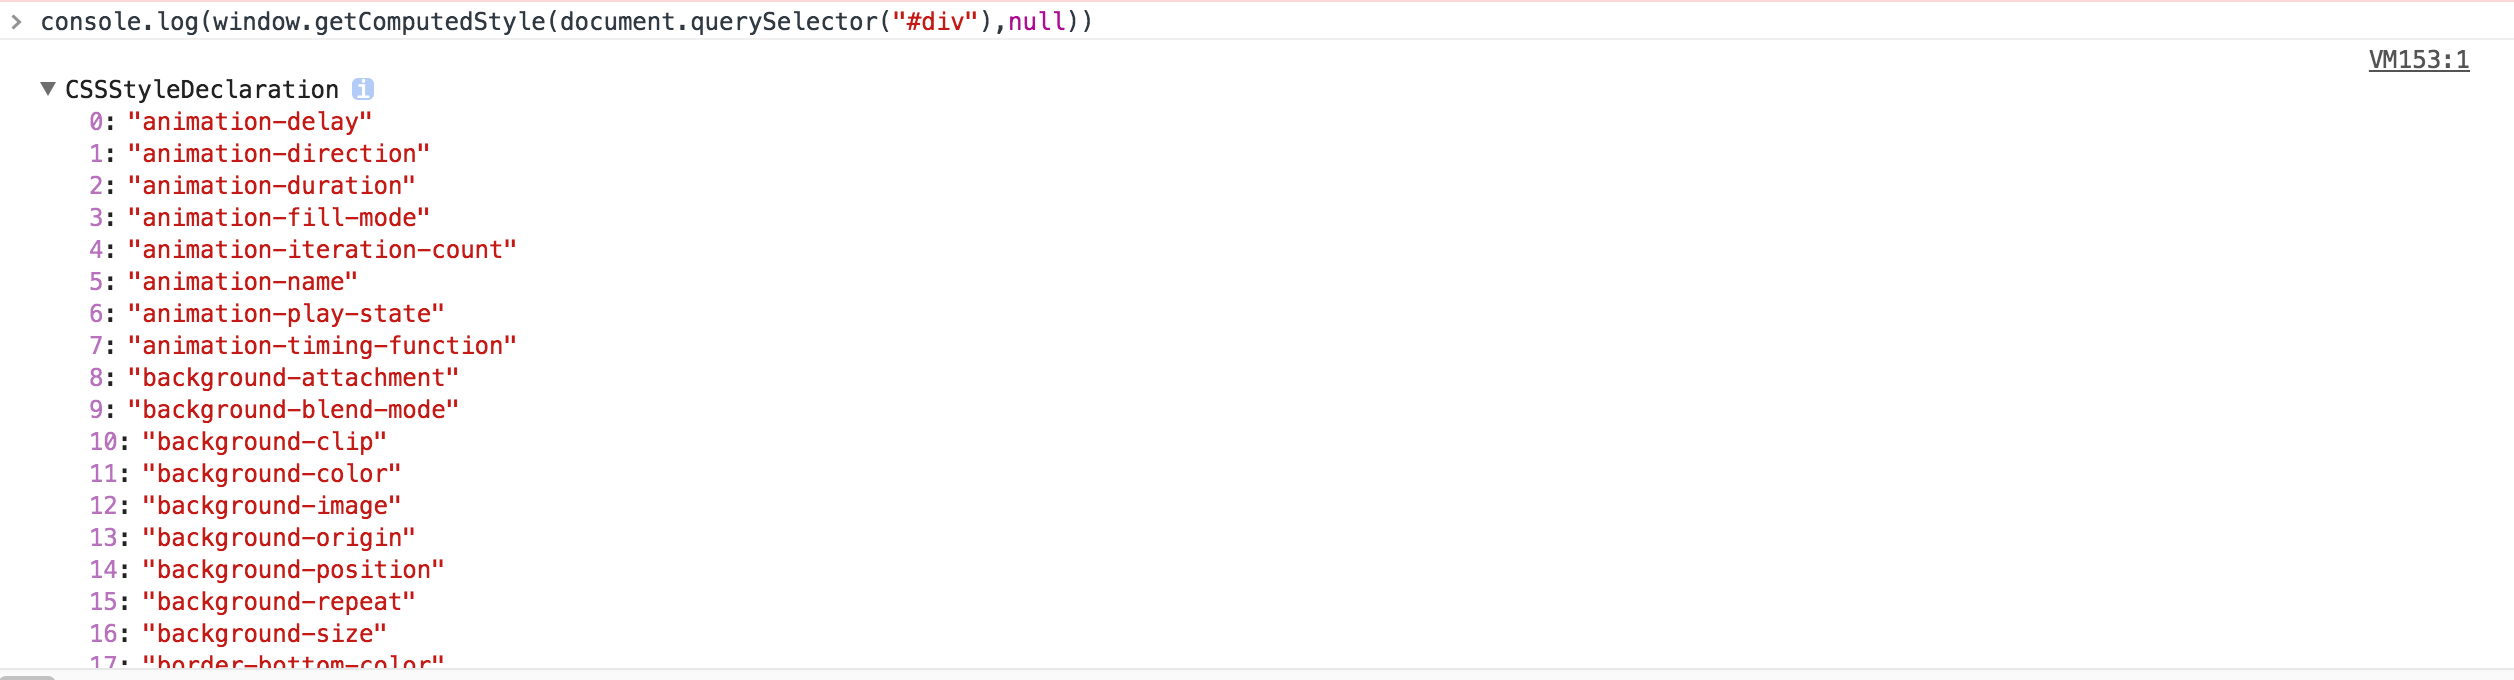 > console.log(window.getComputedStyle(document.querySelector("#div"),null))
VM153:1
▼ CSSStyleDeclaration i
0: "animation-delay"
1: "animation-direction"
2: "animation-duration"
3: "animation-fill-mode"
4: "animation-iteration-count"
5: "animation-name"
6: "animation-play-state"
7: "animation-timing-function"
8: "background-attachment"
9: "background-blend-mode"
10: "background-clip"
11: "background-color"
12: "background-image"
13: "background-origin"
14: "background-position"
15: "background-repeat"
16: "background-size"
17: "border-bottom-color"